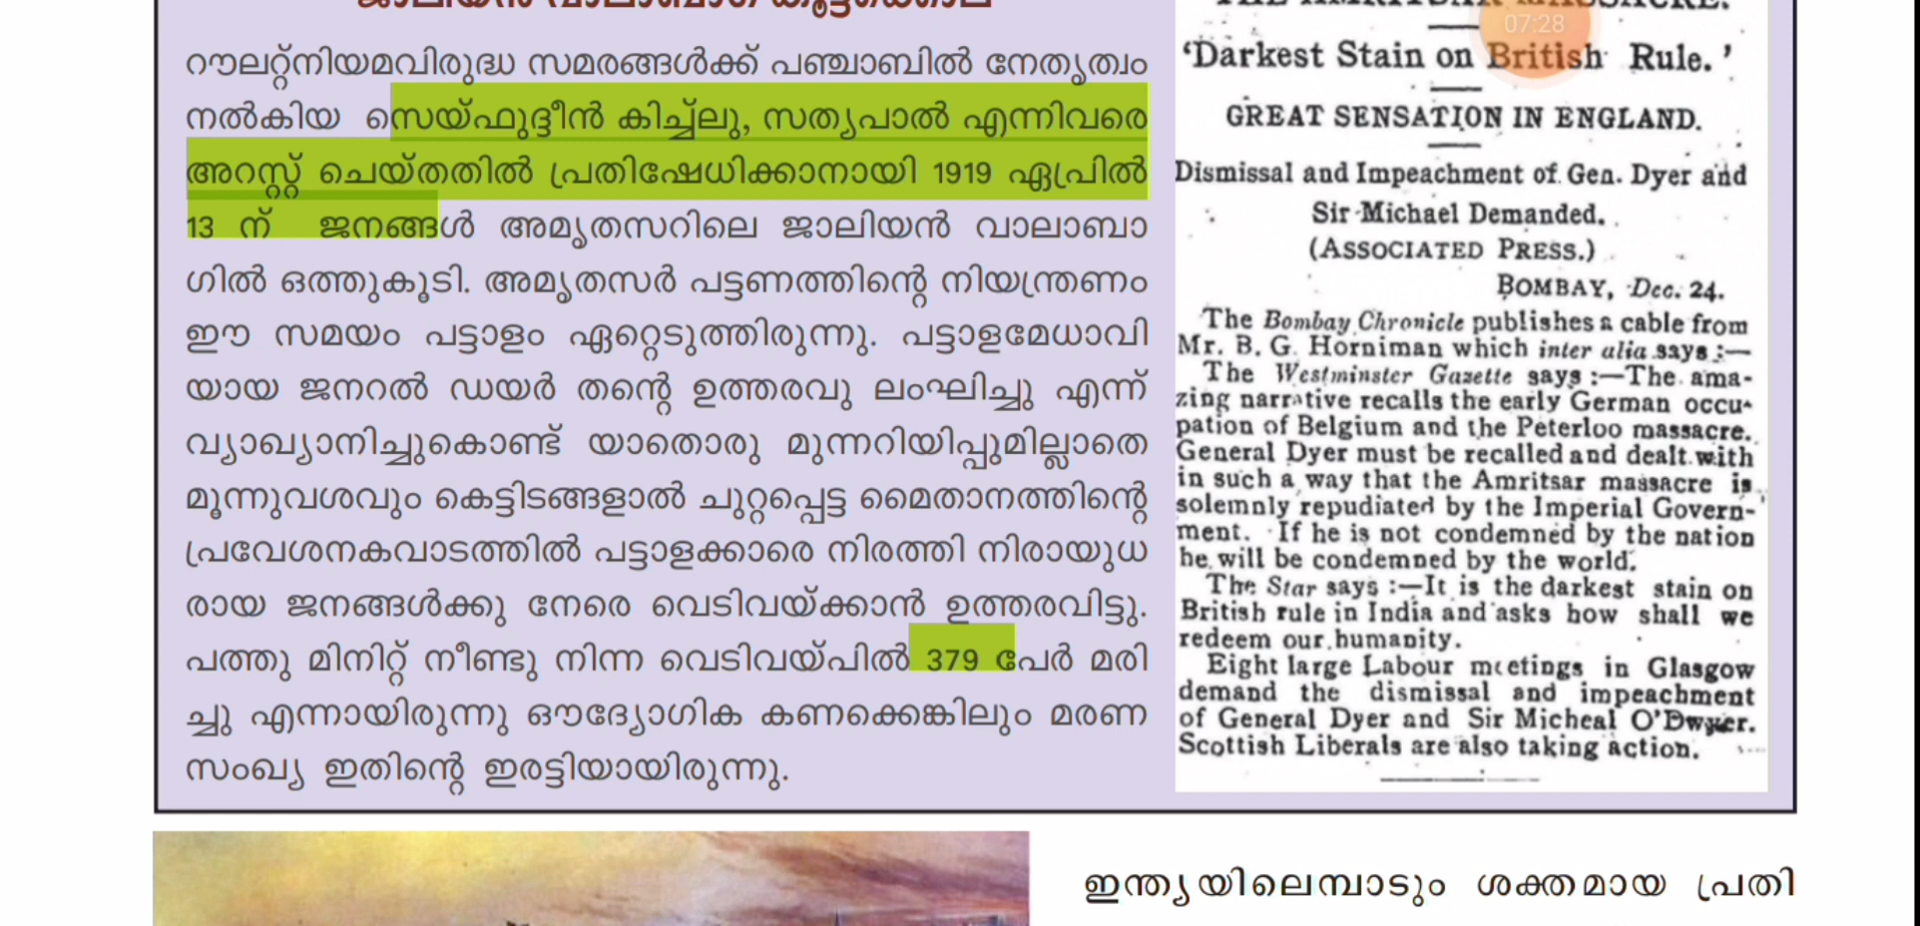 ജാലിയൻ വാലാബാഗ് കൂട്ടക്കൊല
റൗലറ്റ്നിയമവിരുദ്ധ സമരങ്ങൾക്ക് പഞ്ചാബിൽ നേതൃത്വം
നൽകിയ സെയ്ഫുദ്ദീൻ കിച്ച്ലു, സത്യപാൽ എന്നിവരെ
അറസ്റ്റ് ചെയ്തതിൽ പ്രതിഷേധിക്കാനായി 1919 ഏപ്രിൽ
13 ന് ജനങ്ങൾ അമൃതസറിലെ ജാലിയൻ വാലാബാ
ഗിൽ ഒത്തുകൂടി. അമൃതസർ പട്ടണത്തിന്റെ നിയന്ത്രണം
ഈ സമയം പട്ടാളം ഏറ്റെടുത്തിരുന്നു. പട്ടാളമേധാവി
യായ ജനറൽ ഡയർ തന്റെ ഉത്തരവു ലംഘിച്ചു എന്ന്
വ്യാഖ്യാനിച്ചുകൊണ്ട് യാതൊരു മുന്നറിയിപ്പുമില്ലാതെ
മൂന്നുവശവും കെട്ടിടങ്ങളാൽ ചുറ്റപ്പെട്ട മൈതാനത്തിന്റെ
പ്രവേശനകവാടത്തിൽ പട്ടാളക്കാരെ നിരത്തി നിരായുധ
രായ ജനങ്ങൾക്കു നേരെ വെടിവയ്ക്കാൻ ഉത്തരവിട്ടു.
പത്തു മിനിറ്റ് നീണ്ടു നിന്ന വെടിവയ്പിൽ 379 പേർ മരി
ച്ചു എന്നായിരുന്നു ഔദ്യോഗിക കണക്കെങ്കിലും മരണ
സംഖ്യ ഇതിന്റെ ഇരട്ടിയായിരുന്നു.
THE AMRITSAR MASSACRE.
07:28
'Darkest Stain on British Rule.'
GREAT SENSATION IN ENGLAND.
Dismissal and Impeachment of Gen. Dyer and
Sir Michael Demanded.
(ASSOCIATED PRESS.)
BOMBAY, Dec. 24.
The Bombay Chronicle publishes a cable from
Mr. B. G. Horniman which inter alia says :—
The Westminster Gazette says :—The ama-
zing narrative recalls the early German occu-
pation of Belgium and the Peterloo massacre.
General Dyer must be recalled and dealt with
in such a way that the Amritsar massacre is
solemnly repudiated by the Imperial Govern-
ment. If he is not condemned by the nation
he will be condemned by the world.
The Star says :—It is the darkest stain on
British rule in India and asks how shall we
redeem our humanity.
Eight large Labour meetings in Glasgow
demand the dismissal and impeachment
of General Dyer and Sir Micheal O'Dwyer.
Scottish Liberals are also taking action.
ഇന്ത്യയിലെമ്പാടും ശക്തമായ പ്രതി